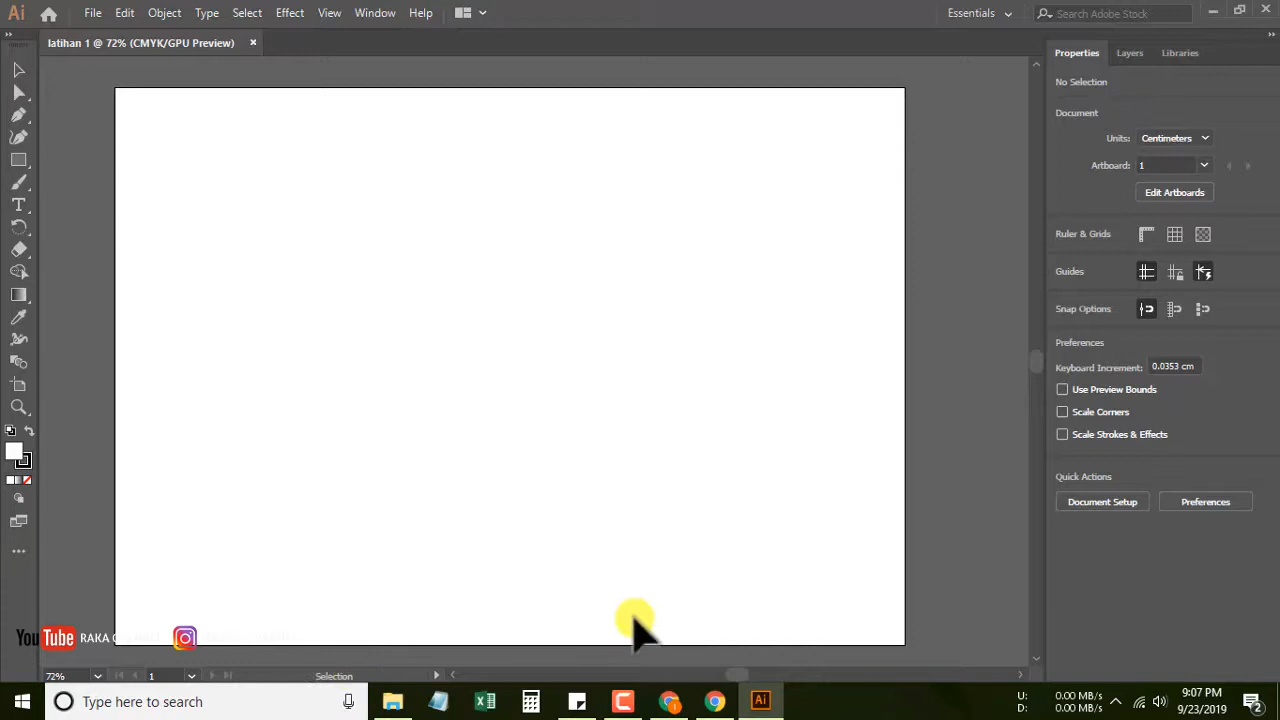 Ai File Edit Object Type Select Effect View Window Help Essentials Search Adobe Stock
latihan 1 @ 72% (CMYK/GPU Preview) ×
Properties Layers Libraries
No Selection
Document
Units: Centimeters
Artboard: 1
Edit Artboards
Ruler & Grids
Guides
Snap Options
Preferences
Keyboard Increment: 0.0353 cm
Use Preview Bounds
Scale Corners
Scale Strokes & Effects
Quick Actions
Document Setup Preferences
YouTube RAKA
72% 1 Selection
Type here to search
Ai
U: 0.00 MB/s
D: 0.00 MB/s
9:07 PM
9/23/2019
2